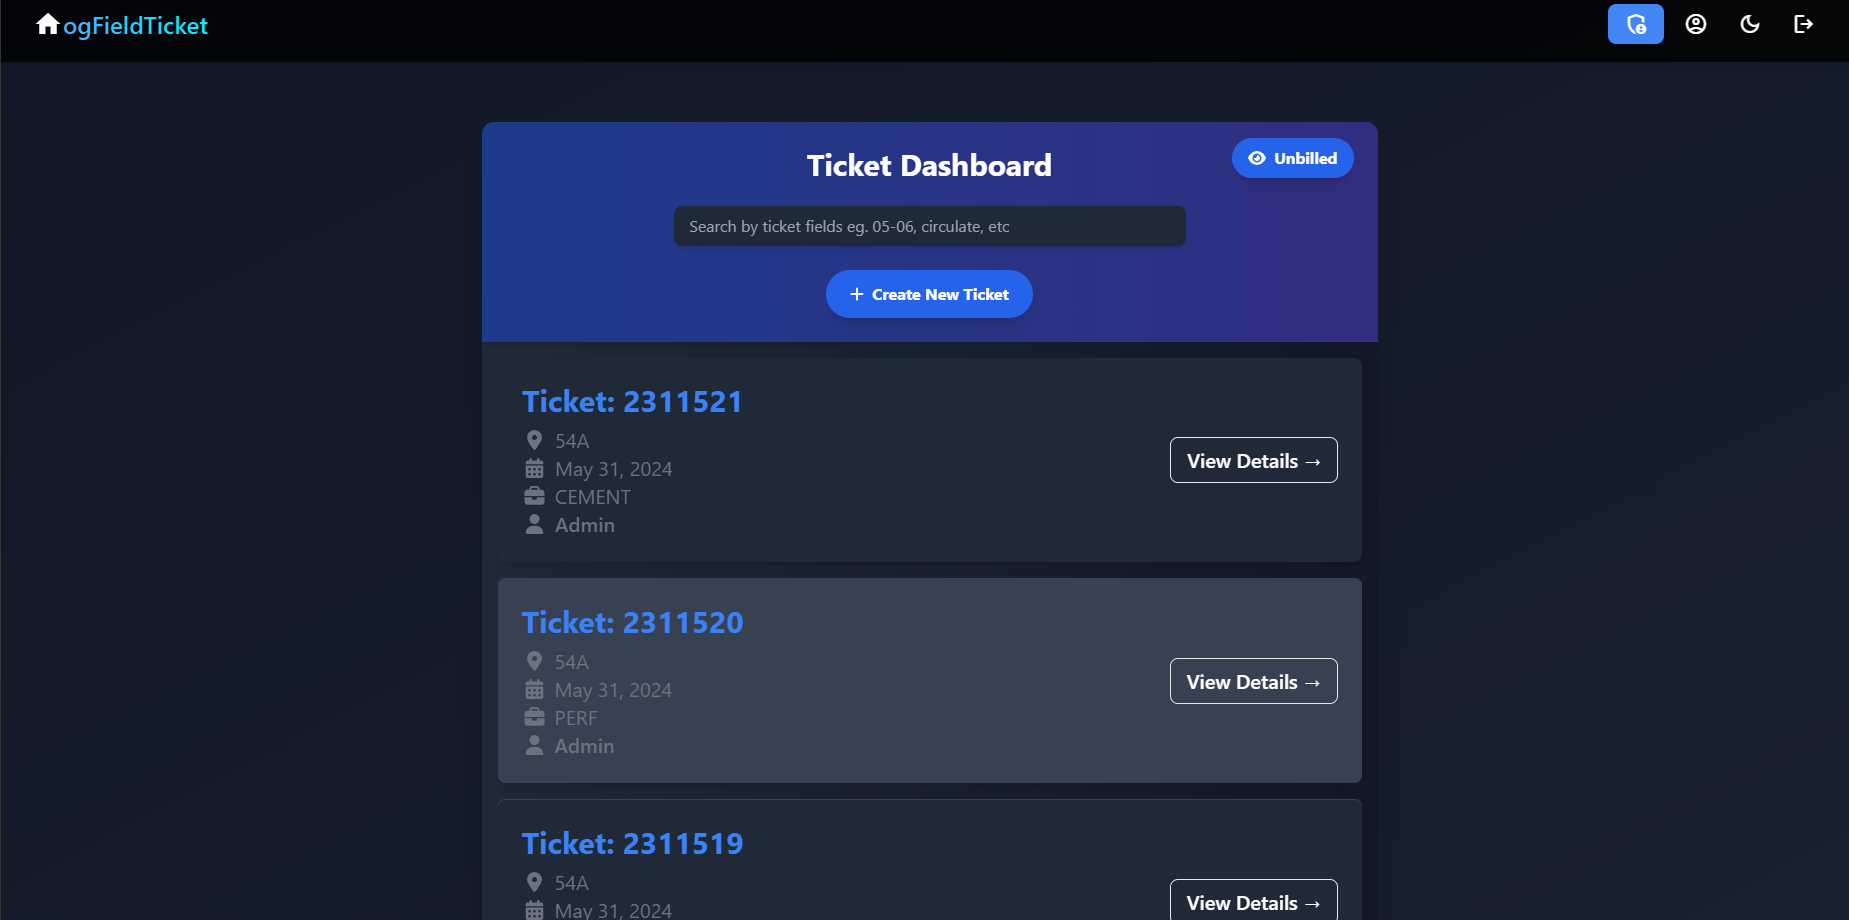 ogFieldTicket
Ticket Dashboard
Unbilled
Search by ticket fields eg. 05-06, circulate, etc
+ Create New Ticket
Ticket: 2311521
54A
May 31, 2024
CEMENT
Admin
View Details →
Ticket: 2311520
54A
May 31, 2024
PERF
Admin
View Details →
Ticket: 2311519
54A
May 31, 2024
View Details →